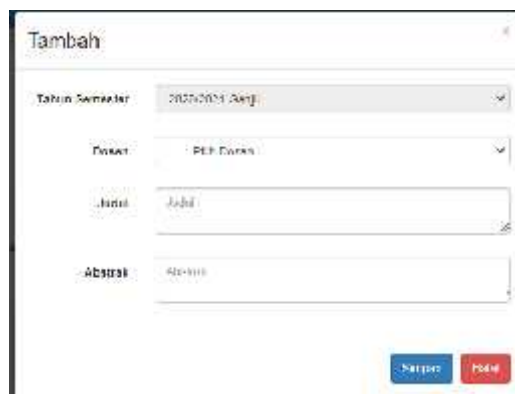 Tambah
×
Tahun Semester
2020/2021 Ganjil
Dosen
Pilih Dosen
Judul
Judul
Abstrak
Abstrak
Simpan
Batal